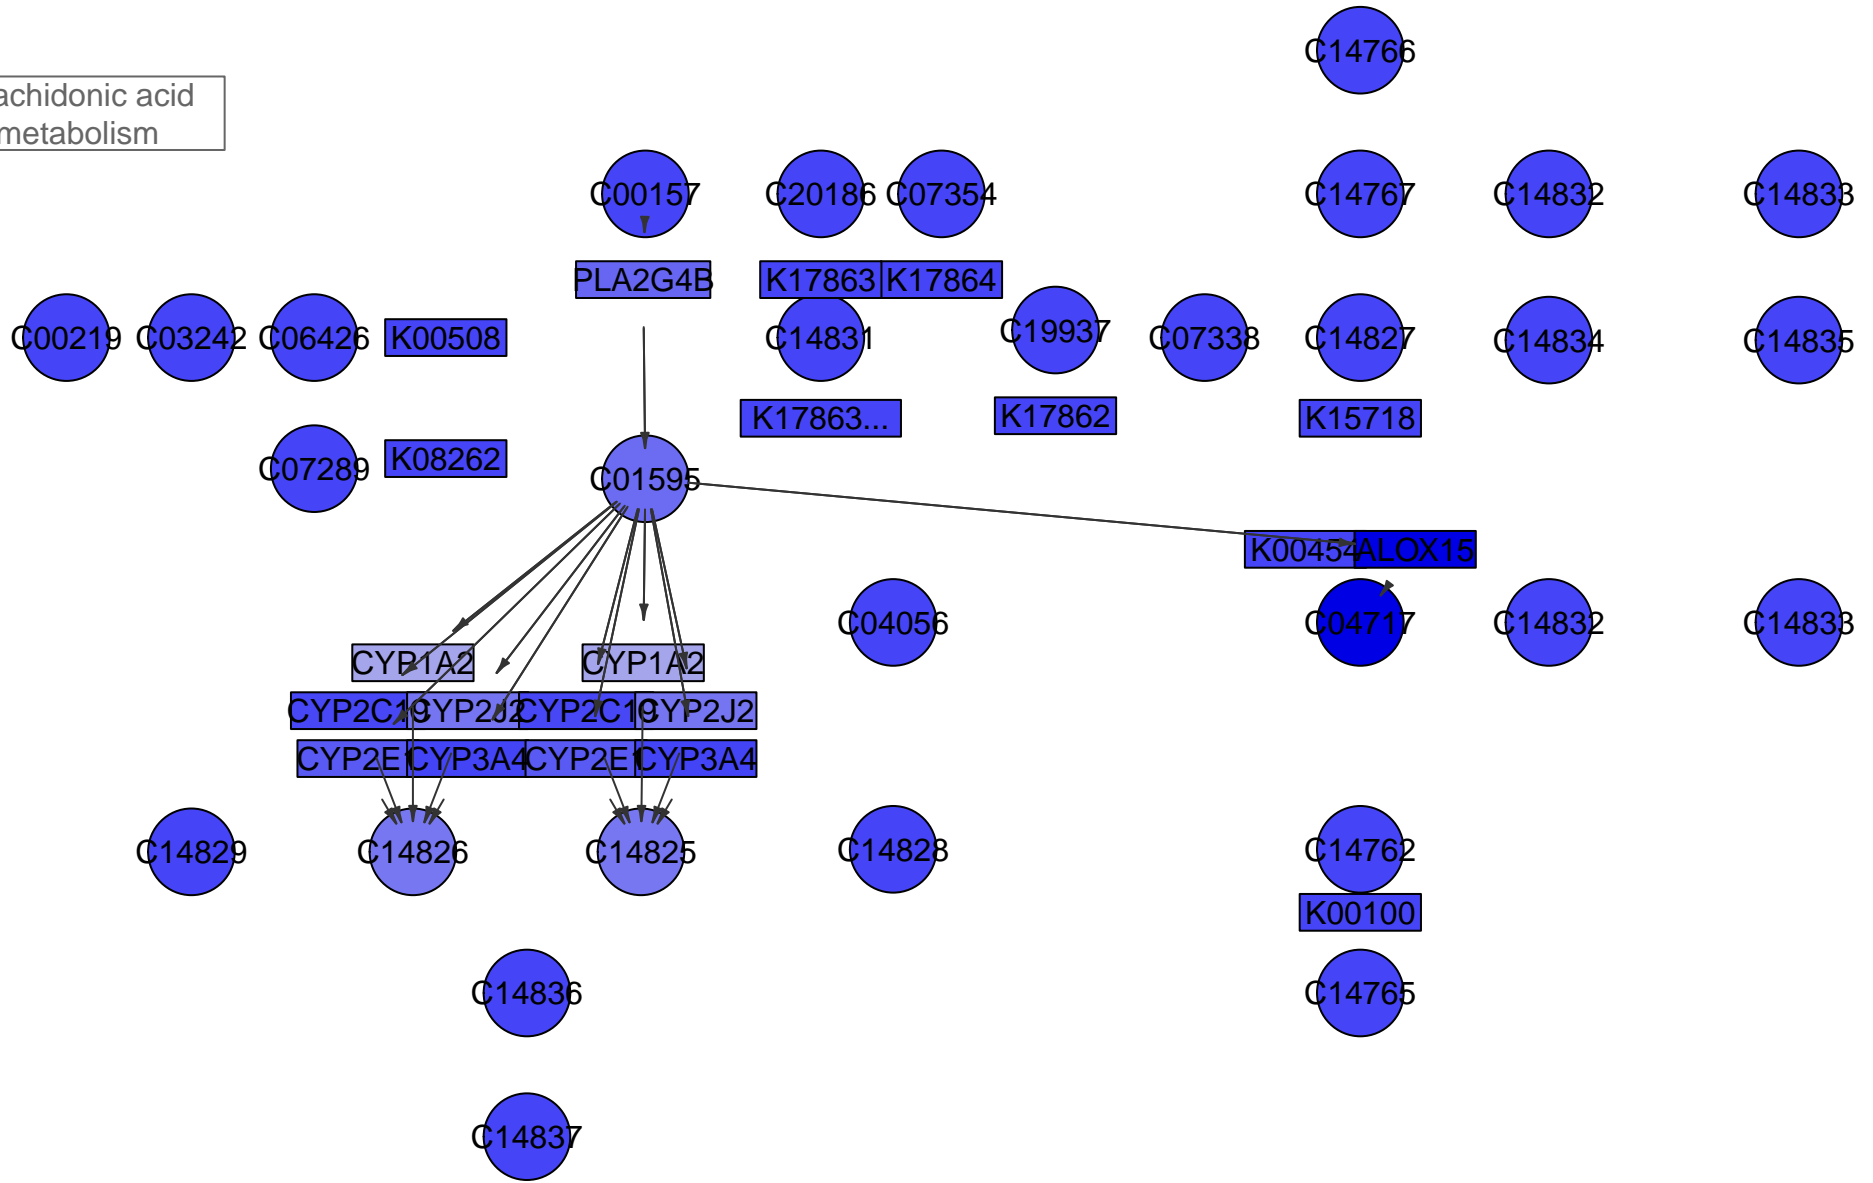 C14766
achidonic acid
metabolism
C00157
C20186
C07354
C14767
C14832
C14833
PLA2G4B
K17863
K17864
C00219
C03242
C06426
K00508
C14831
C19937
C07338
C14827
C14834
C14835
K17863...
K17862
K15718
C07289
K08262
C01595
K00454
ALOX15
C04056
C04717
C14832
C14833
CYP1A2
CYP1A2
CYP2C19
CYP2J2
CYP2C19
CYP2J2
CYP2E1
CYP3A4
CYP2E1
CYP3A4
C14829
C14826
C14825
C14828
C14762
K00100
C14836
C14765
C14837